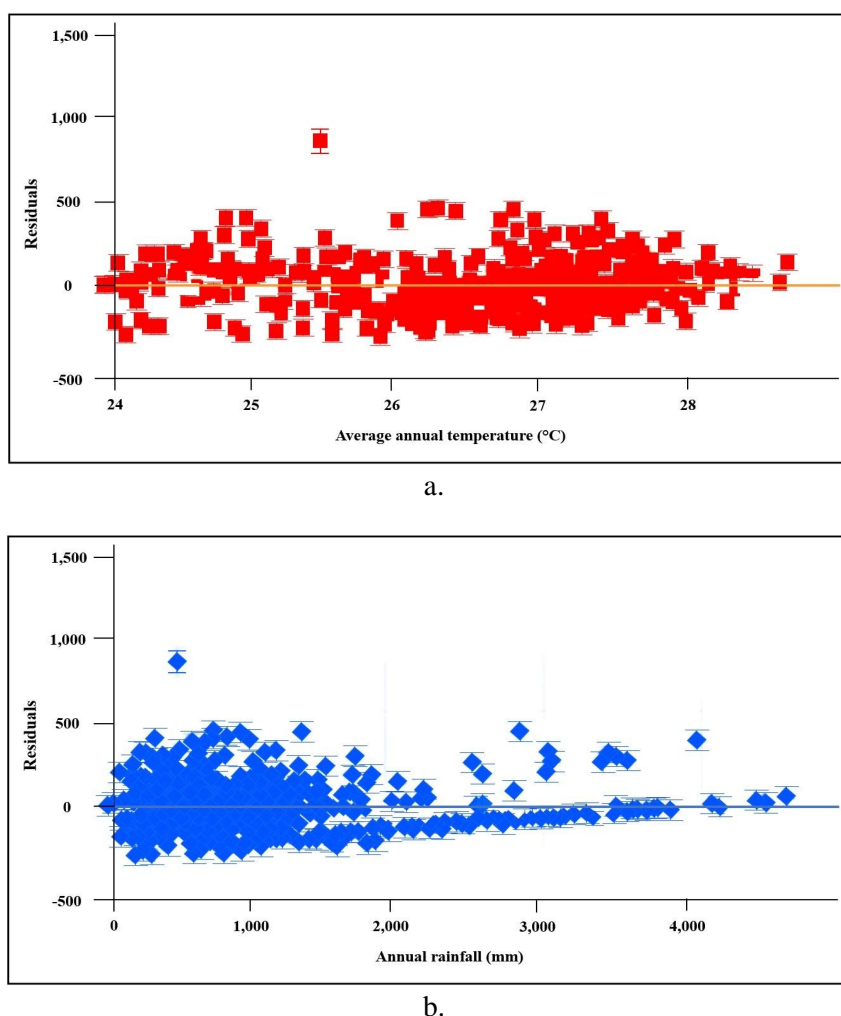 1,500
1,000
500
0
-500
Residuals
24 25 26 27 28
Average annual temperature (°C)
a.
1,500
1,000
500
0
-500
Residuals
0 1,000 2,000 3,000 4,000
Annual rainfall (mm)
b.